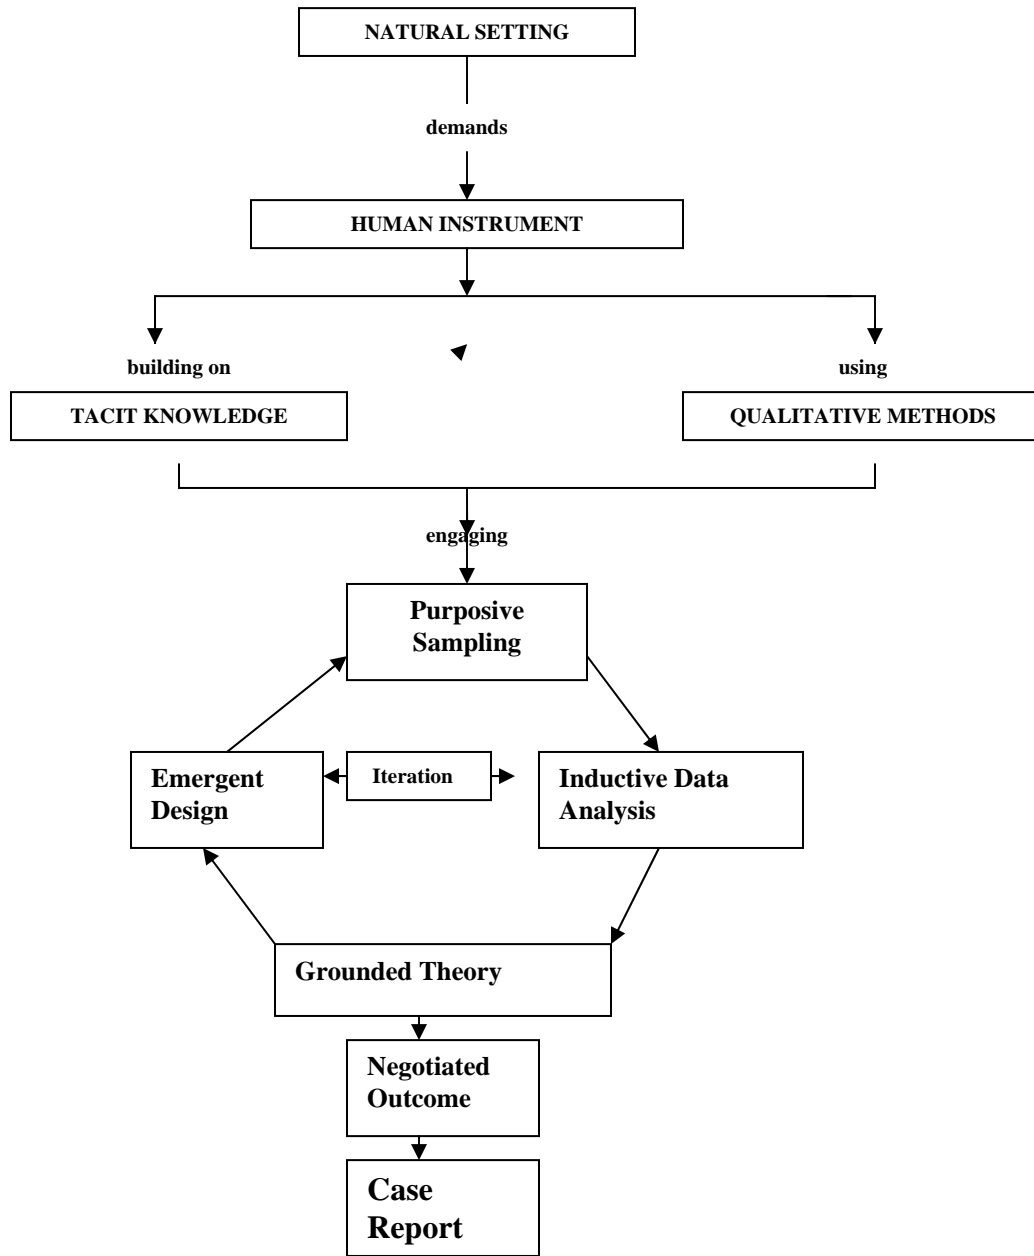 NATURAL SETTING
demands
HUMAN INSTRUMENT
building on
using
TACIT KNOWLEDGE
QUALITATIVE METHODS
engaging
Purposive
Sampling
Emergent
Design
Iteration
Inductive Data
Analysis
Grounded Theory
Negotiated
Outcome
Case
Report